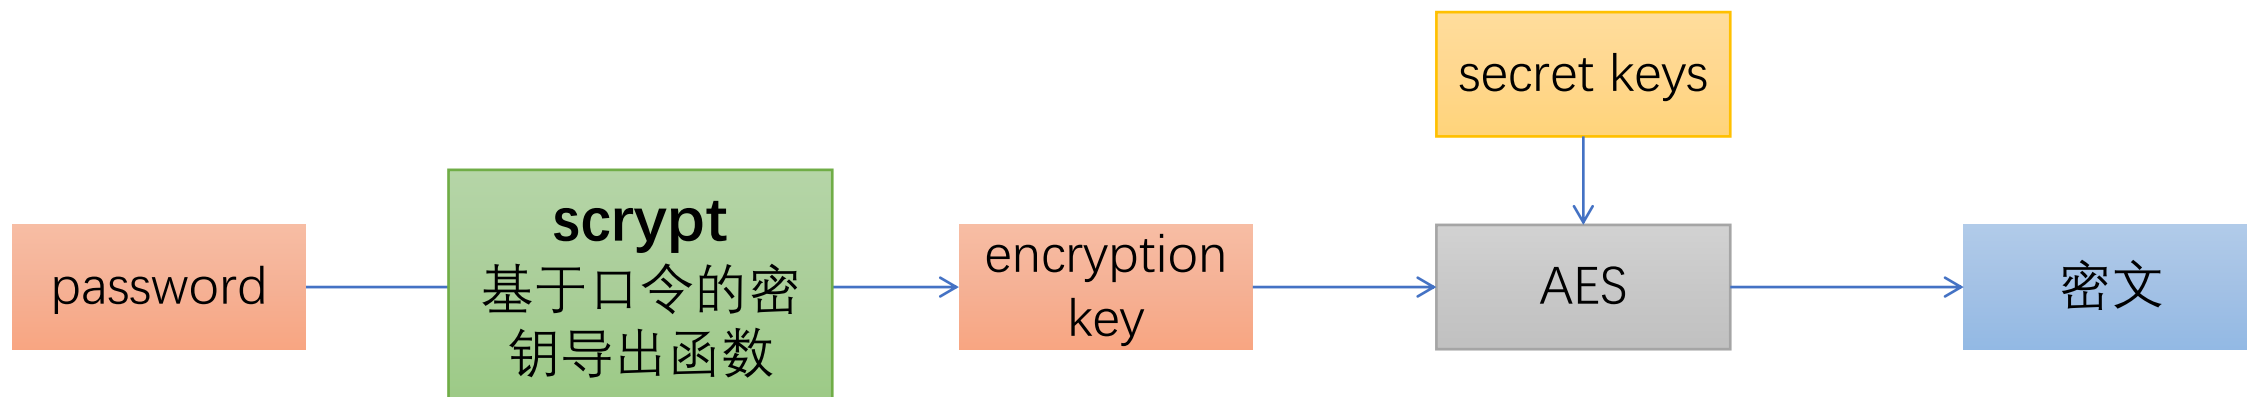 secret keys
password
scrypt
基于口令的密
钥导出函数
encryption
key
AES
密文